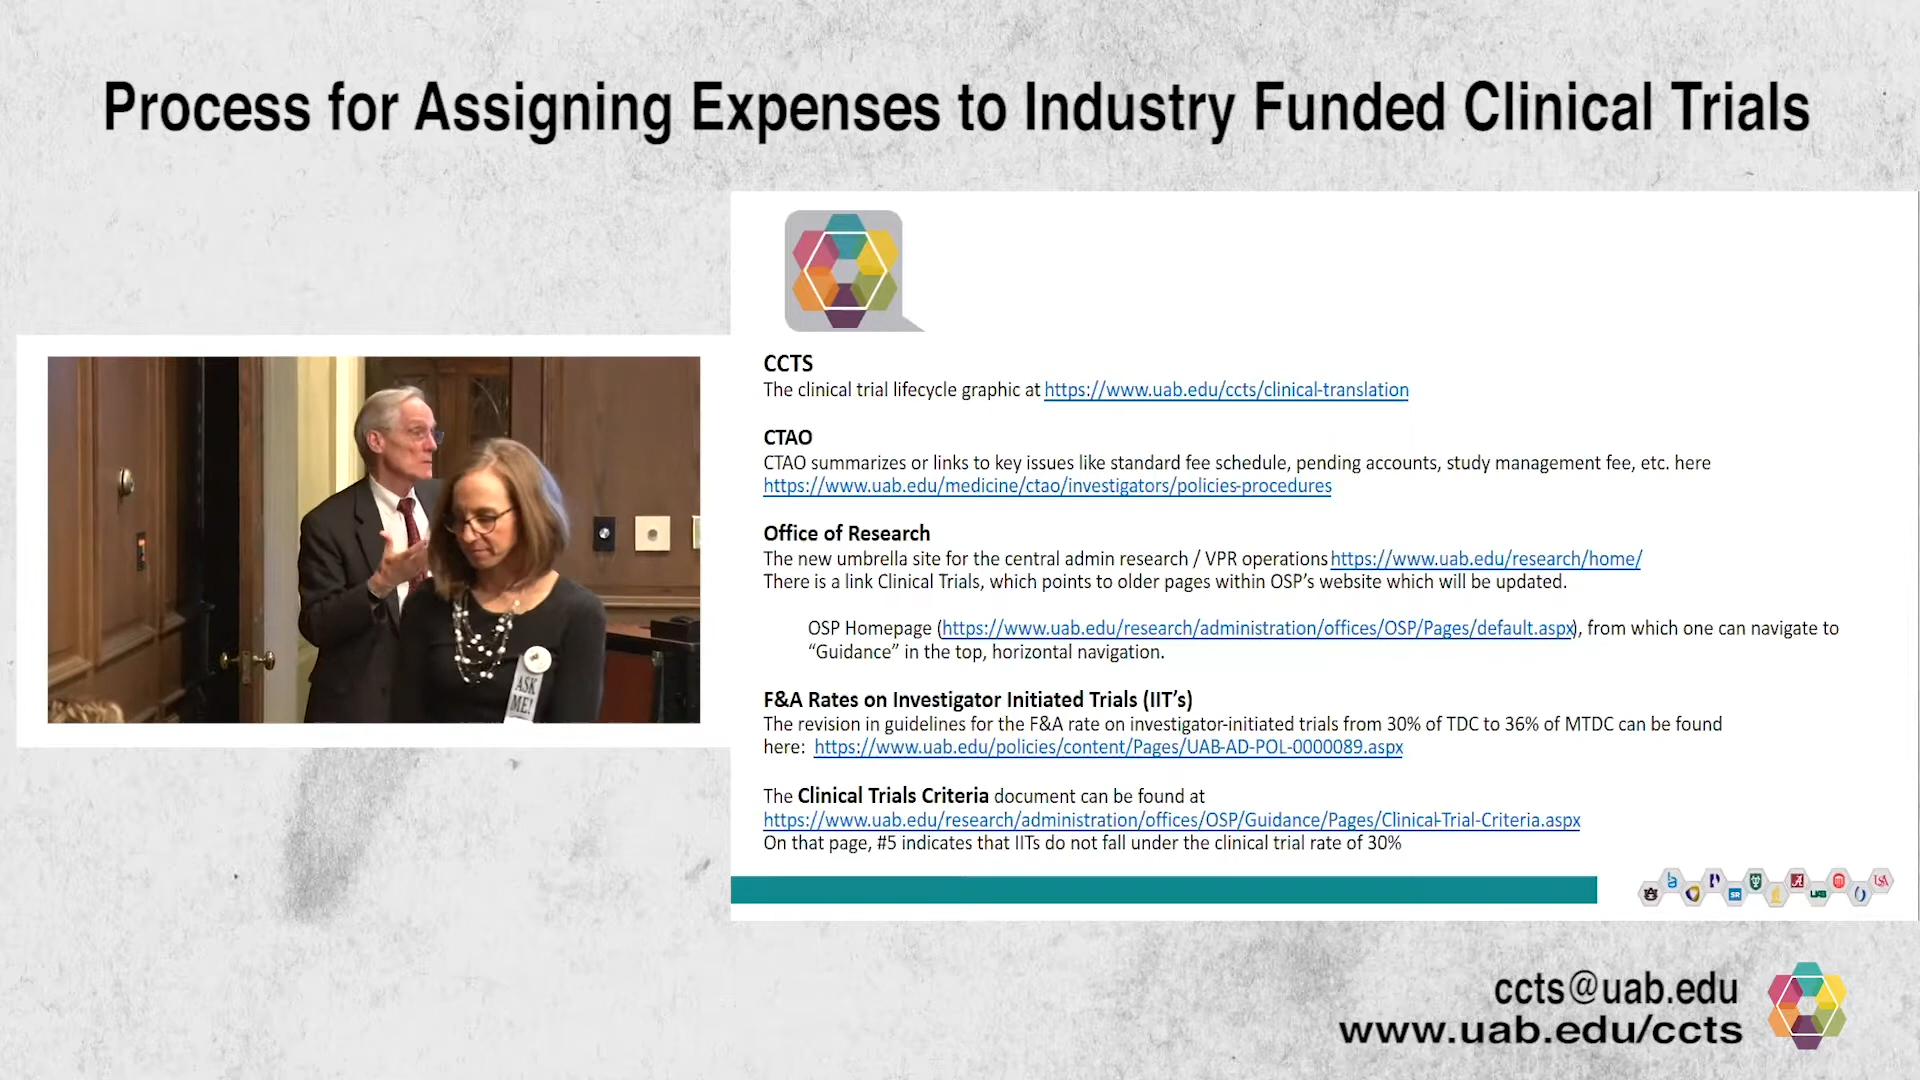 Process for Assigning Expenses to Industry Funded Clinical Trials
CCTS
The clinical trial lifecycle graphic at https://www.uab.edu/ccts/clinical-translation
CTAO
CTAO summarizes or links to key issues like standard fee schedule, pending accounts, study management fee, etc. here
https://www.uab.edu/medicine/ctao/investigators/policies-procedures
Office of Research
The new umbrella site for the central admin research / VPR operations https://www.uab.edu/research/home/
There is a link Clinical Trials, which points to older pages within OSP's website which will be updated.
OSP Homepage (https://www.uab.edu/research/administration/offices/OSP/Pages/default.aspx), from which one can navigate to
“Guidance” in the top, horizontal navigation.
F&A Rates on Investigator Initiated Trials (IIT's)
The revision in guidelines for the F&A rate on investigator-initiated trials from 30% of TDC to 36% of MTDC can be found
here: https://www.uab.edu/policies/content/Pages/UAB-AD-POL-0000089.aspx
The Clinical Trials Criteria document can be found at
https://www.uab.edu/research/administration/offices/OSP/Guidance/Pages/Clinical-Trial-Criteria.aspx
On that page, #5 indicates that IITs do not fall under the clinical trial rate of 30%
ASK
ME!
SR
UAB
USA
ccts@uab.edu
www.uab.edu/ccts